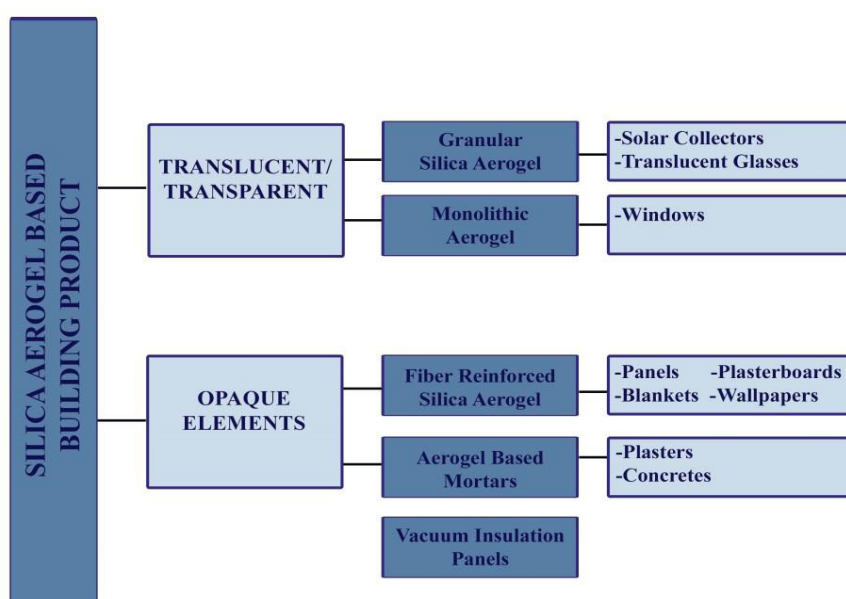 SILICA AEROGEL BASED
BUILDING PRODUCT
TRANSLUCENT/
TRANSPARENT
Granular
Silica Aerogel
-Solar Collectors
-Translucent Glasses
Monolithic
Aerogel
-Windows
OPAQUE
ELEMENTS
Fiber Reinforced
Silica Aerogel
-Panels -Plasterboards
-Blankets -Wallpapers
Aerogel Based
Mortars
-Plasters
-Concretes
Vacuum Insulation
Panels